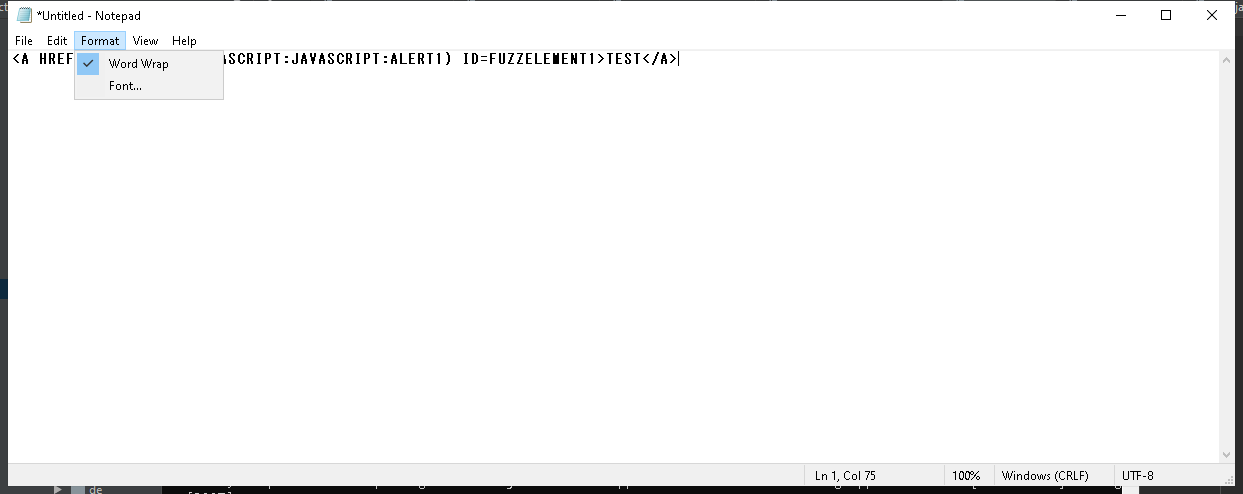 *Untitled - Notepad
File Edit Format View Help
<A HREF ASCRIPT:JAVASCRIPT:ALERT1) ID=FUZZELEMENT1>TEST</A>
Word Wrap
Font...
Ln 1, Col 75 100% Windows (CRLF) UTF-8
de